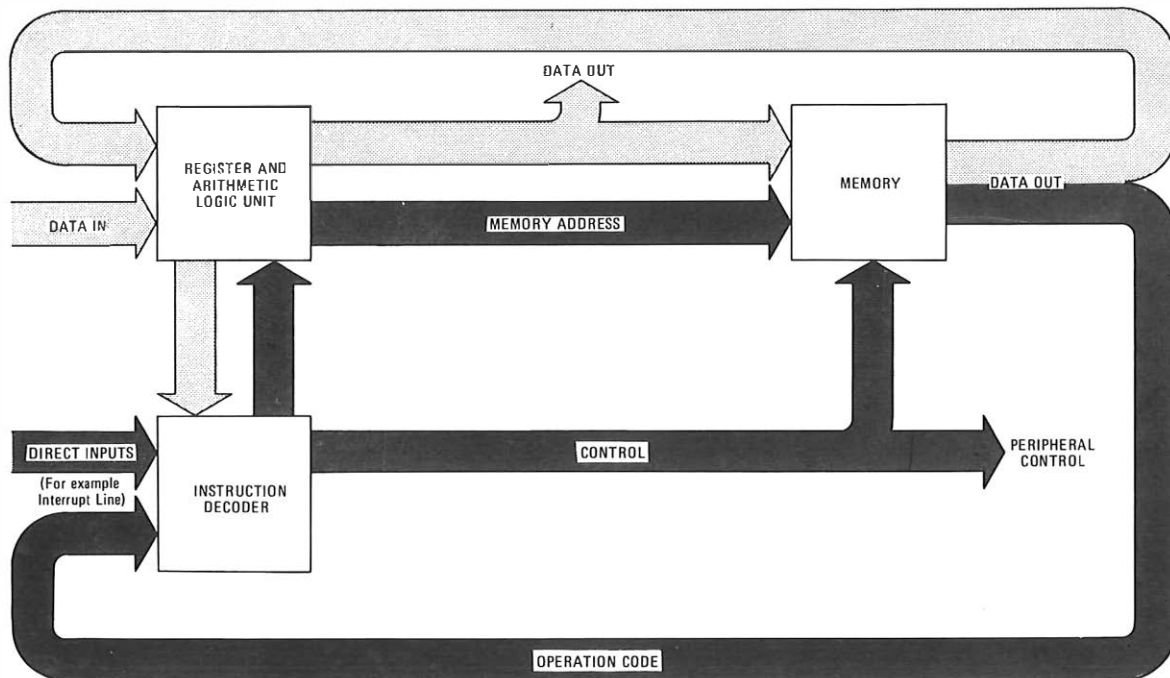 DATA OUT
REGISTER AND
ARITHMETIC
LOGIC UNIT
MEMORY
DATA OUT
DATA IN
MEMORY ADDRESS
DIRECT INPUTS
(For example
Interrupt Line)
INSTRUCTION
DECODER
CONTROL
PERIPHERAL
CONTROL
OPERATION CODE